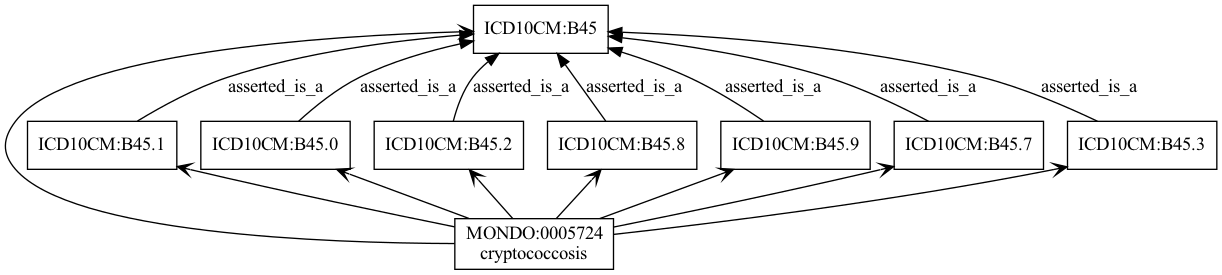 ICD10CM:B45
asserted_is_a
asserted_is_a
asserted_is_a
asserted_is_a
asserted_is_a
asserted_is_a
asserted_is_a
ICD10CM:B45.1
ICD10CM:B45.0
ICD10CM:B45.2
ICD10CM:B45.8
ICD10CM:B45.9
ICD10CM:B45.7
ICD10CM:B45.3
MONDO:0005724
cryptococcosis